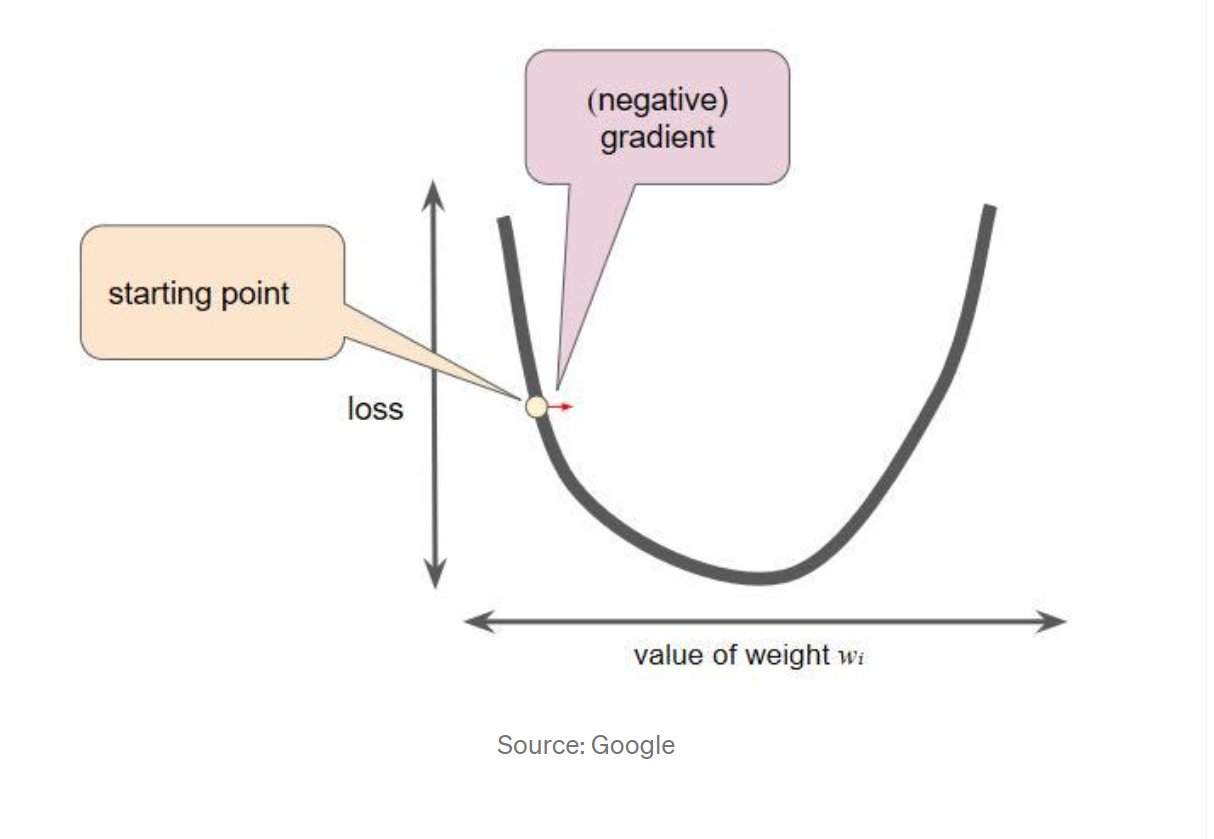 (negative)
gradient
starting point
loss
value of weight wi
Source: Google